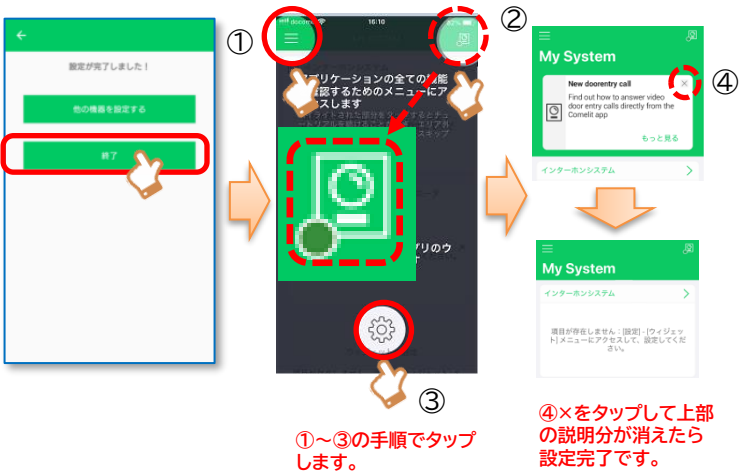 設定が完了しました!
他の機器を設定する
終了
①
docomo
16:10
82%
プリケーションの全ての機能
確認するためのメニューにア
スします
プリのウ
③
①~③の手順でタップ
します。
②
My System
New doorentry call
Find out how to answer video
door entry calls directly from the
Comelit app
もっと見る
④
インターホンシステム
My System
インターホンシステム
項目が存在しません:[設定] - [ウィジェッ
ト] メニューにアクセスして、設定してくだ
さい。
④×をタップして上部
の説明分が消えたら
設定完了です。